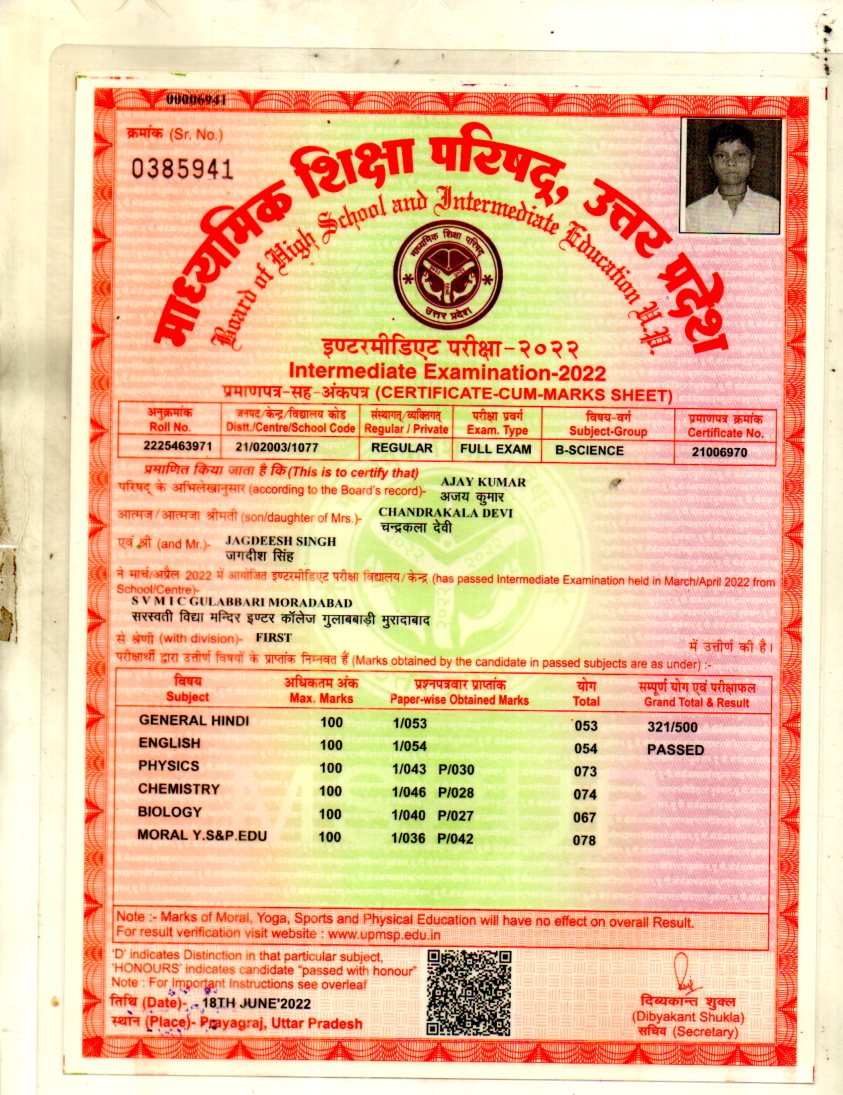 00006941
क्रमांक (Sr. No.)
0385941
माध्यमिक शिक्षा परिषद्, उत्तर प्रदेश
Board of High School and Intermediate Education U.P.
माध्यमिक शिक्षा परिषद्
उत्तर प्रदेश
इण्टरमीडिएट परीक्षा-२०२२
Intermediate Examination-2022
प्रमाणपत्र-सह-अंकपत्र (CERTIFICATE-CUM-MARKS SHEET)
अनुक्रमांक जनपद/केन्द्र/विद्यालय कोड संस्थागत/व्यक्तिगत परीक्षा प्रवर्ग विषय-वर्ग प्रमाणपत्र क्रमांक
Roll No. Distt./Centre/School Code Regular / Private Exam. Type Subject-Group Certificate No.
2225463971 21/02003/1077 REGULAR FULL EXAM B-SCIENCE 21006970
प्रमाणित किया जाता है कि (This is to certify that)
परिषद् के अभिलेखानुसार (according to the Board's record)- AJAY KUMAR
अजय कुमार
आत्मज/आत्मजा श्रीमती (son/daughter of Mrs.)- CHANDRAKALA DEVI
चन्द्रकला देवी
एवं श्री (and Mr.)- JAGDEESH SINGH
जगदीश सिंह
ने मार्च/अप्रैल 2022 में आयोजित इण्टरमीडिएट परीक्षा विद्यालय/केन्द्र (has passed Intermediate Examination held in March/April 2022 from
School/Centre)-
S V M I C GULABBARI MORADABAD
सरस्वती विद्या मन्दिर इण्टर कॉलेज गुलाबबाड़ी मुरादाबाद
से श्रेणी (with division)- FIRST में उत्तीर्ण की है।
परीक्षार्थी द्वारा उत्तीर्ण विषयों के प्राप्तांक निम्नवत हैं (Marks obtained by the candidate in passed subjects are as under) :-
विषय अधिकतम अंक प्रश्नपत्रवार प्राप्तांक योग सम्पूर्ण योग एवं परीक्षाफल
Subject Max. Marks Paper-wise Obtained Marks Total Grand Total & Result
GENERAL HINDI 100 1/053 053 321/500
ENGLISH 100 1/054 054 PASSED
PHYSICS 100 1/043 P/030 073
CHEMISTRY 100 1/046 P/028 074
BIOLOGY 100 1/040 P/027 067
MORAL Y.S&P.EDU 100 1/036 P/042 078
Note :- Marks of Moral, Yoga, Sports and Physical Education will have no effect on overall Result.
For result verification visit website : www.upmsp.edu.in
'D' indicates Distinction in that particular subject,
'HONOURS' indicates candidate "passed with honour"
Note : For Important Instructions see overleaf
तिथि (Date)- 18TH JUNE'2022
स्थान (Place)- Prayagraj, Uttar Pradesh
दिब्यकान्त शुक्ल
(Dibyakant Shukla)
सचिव (Secretary)